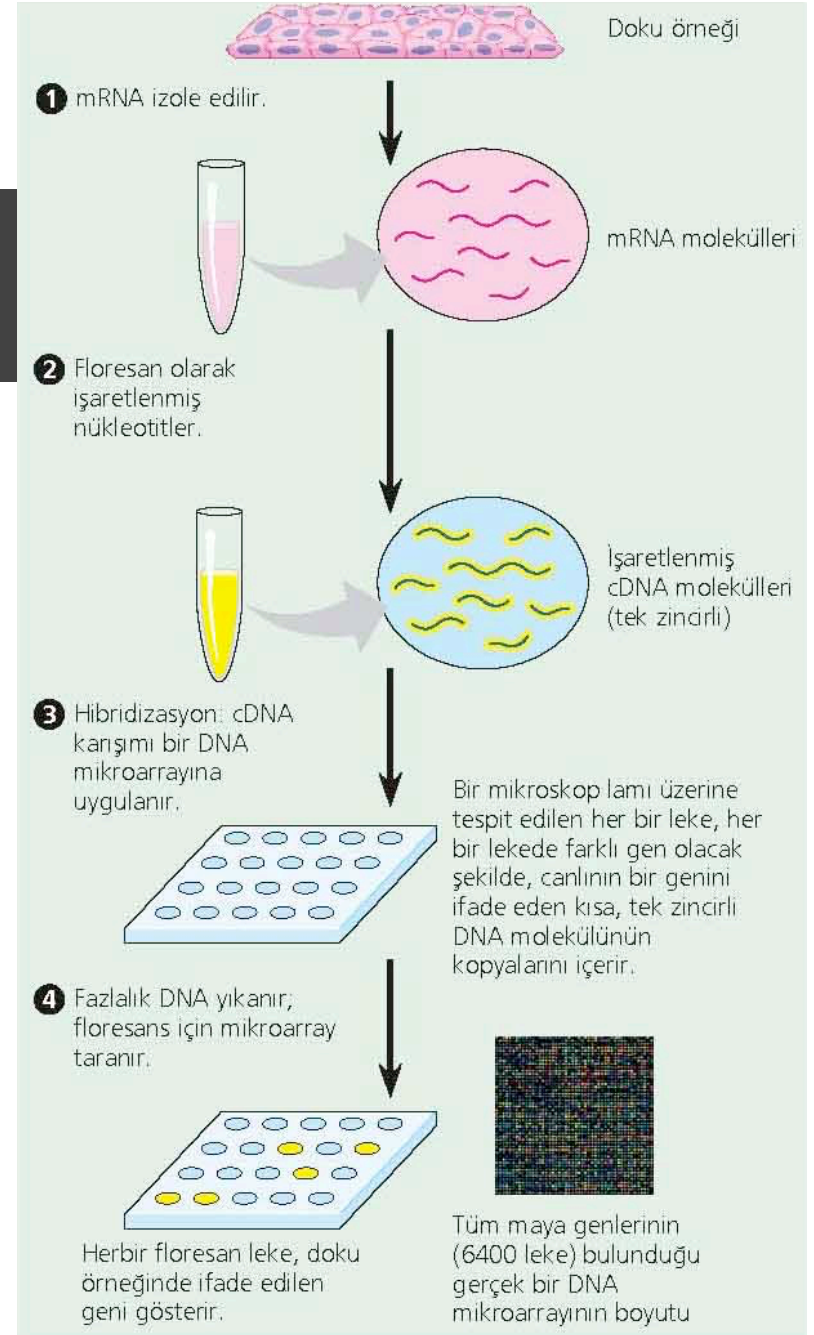 Doku örneği
1 mRNA izole edilir.
mRNA molekülleri
2 Floresan olarak
işaretlenmiş
nükleotitler.
İşaretlenmiş
cDNA molekülleri
(tek zincirli)
3 Hibridizasyon: cDNA
karışımı bir DNA
mikroarrayına
uygulanır.
Bir mikroskop lamı üzerine
tespit edilen her bir leke, her
bir lekede farklı gen olacak
şekilde, canlının bir genini
ifade eden kısa, tek zincirli
DNA molekülünün
kopyalarını içerir.
4 Fazlalık DNA yıkanır;
floresans için mikroarray
taranır.
Herbir floresan leke, doku
örneğinde ifade edilen
geni gösterir.
Tüm maya genlerinin
(6400 leke) bulunduğu
gerçek bir DNA
mikroarrayının boyutu